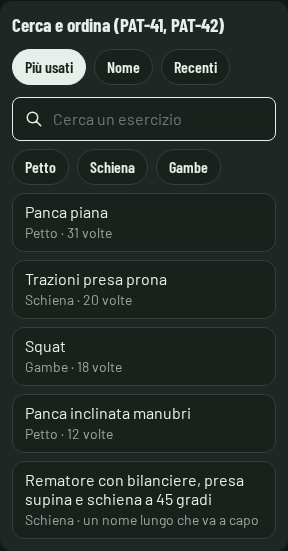 Cerca e ordina (PAT-41, PAT-42)
Più usati
Nome
Recenti
Cerca un esercizio
Petto
Schiena
Gambe
Panca piana
Petto · 31 volte
Trazioni presa prona
Schiena · 20 volte
Squat
Gambe · 18 volte
Panca inclinata manubri
Petto · 12 volte
Rematore con bilanciere, presa
supina e schiena a 45 gradi
Schiena · un nome lungo che va a capo